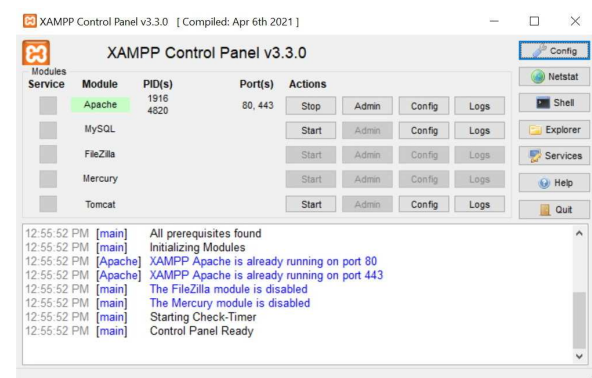 XAMPP Control Panel v3.3.0 [ Compiled: Apr 6th 2021 ]
XAMPP Control Panel v3.3.0
Config
Modules
Service Module PID(s) Port(s) Actions
Netstat
Apache 1916 4820 80, 443 Stop Admin Config Logs
Shell
MySQL Start Admin Config Logs
Explorer
FileZilla Start Admin Config Logs
Services
Mercury Start Admin Config Logs
Help
Tomcat Start Admin Config Logs
Quit
12:55:52 PM [main] All prerequisites found
12:55:52 PM [main] Initializing Modules
12:55:52 PM [Apache] XAMPP Apache is already running on port 80
12:55:52 PM [Apache] XAMPP Apache is already running on port 443
12:55:52 PM [main] The FileZilla module is disabled
12:55:52 PM [main] The Mercury module is disabled
12:55:52 PM [main] Starting Check-Timer
12:55:52 PM [main] Control Panel Ready